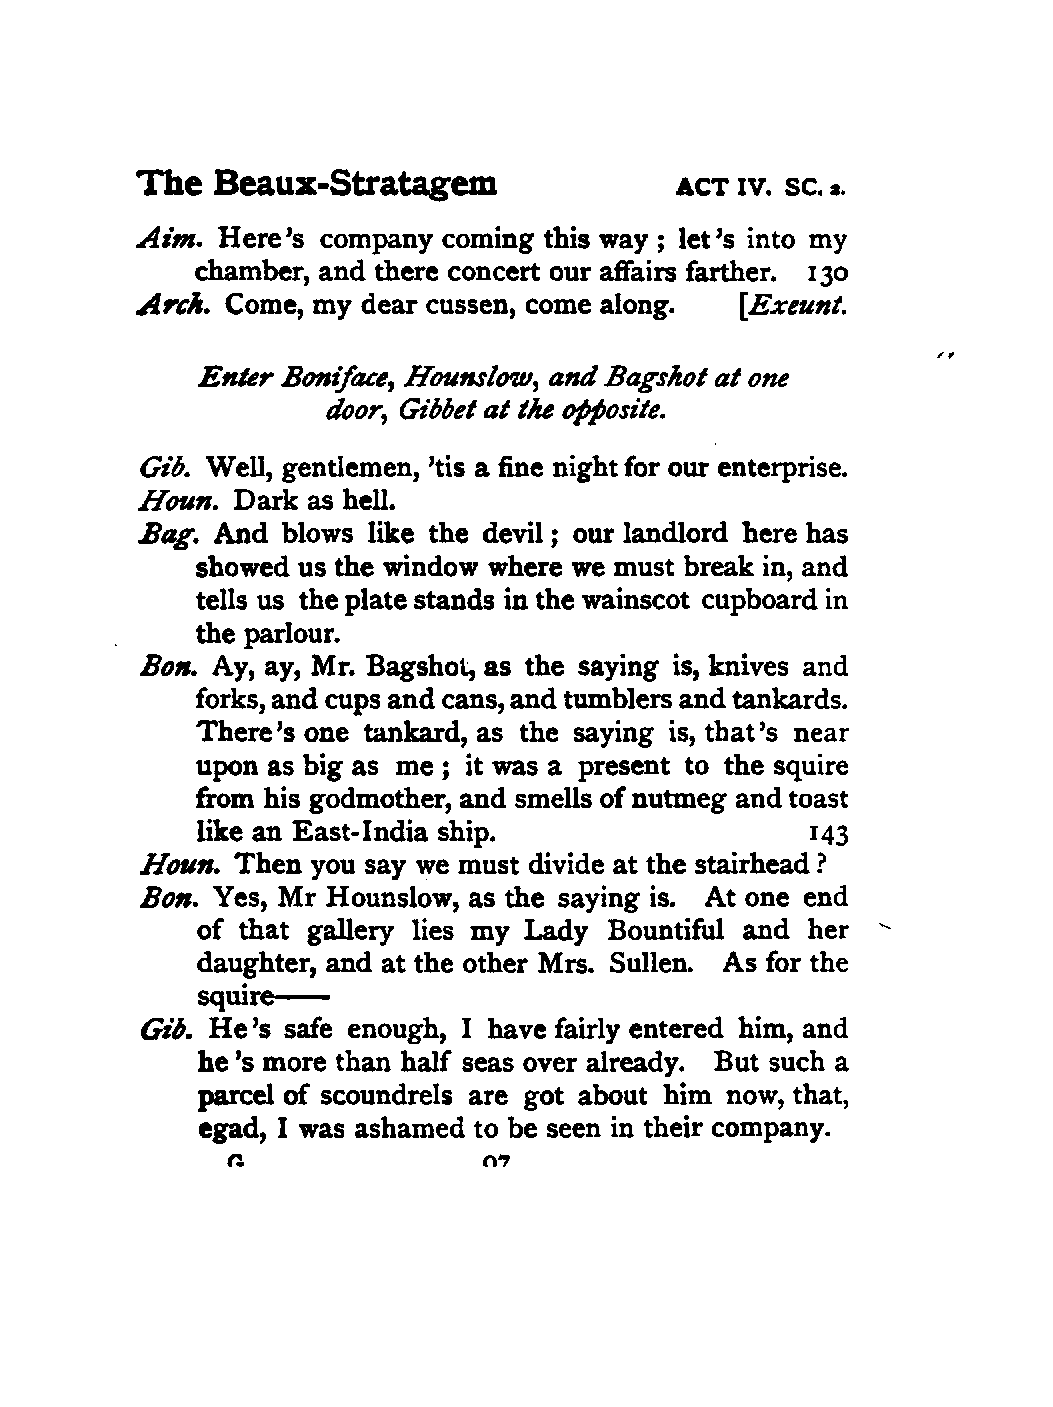 The Beaux-Stratagem ACT IV. SC. 2.
Aim. Here's company coming this way ; let's into my
chamber, and there concert our affairs farther. 130
Arch. Come, my dear cussen, come along. [Exeunt.
Enter Boniface, Hounslow, and Bagshot at one
door, Gibbet at the opposite.
Gib. Well, gentlemen, 'tis a fine night for our enterprise.
Houn. Dark as hell.
Bag. And blows like the devil ; our landlord here has
showed us the window where we must break in, and
tells us the plate stands in the wainscot cupboard in
the parlour.
Bon. Ay, ay, Mr. Bagshot, as the saying is, knives and
forks, and cups and cans, and tumblers and tankards.
There's one tankard, as the saying is, that's near
upon as big as me ; it was a present to the squire
from his godmother, and smells of nutmeg and toast
like an East-India ship. 143
Houn. Then you say we must divide at the stairhead ?
Bon. Yes, Mr Hounslow, as the saying is. At one end
of that gallery lies my Lady Bountiful and her
daughter, and at the other Mrs. Sullen. As for the
squire——
Gib. He's safe enough, I have fairly entered him, and
he 's more than half seas over already. But such a
parcel of scoundrels are got about him now, that,
egad, I was ashamed to be seen in their company.
G 97